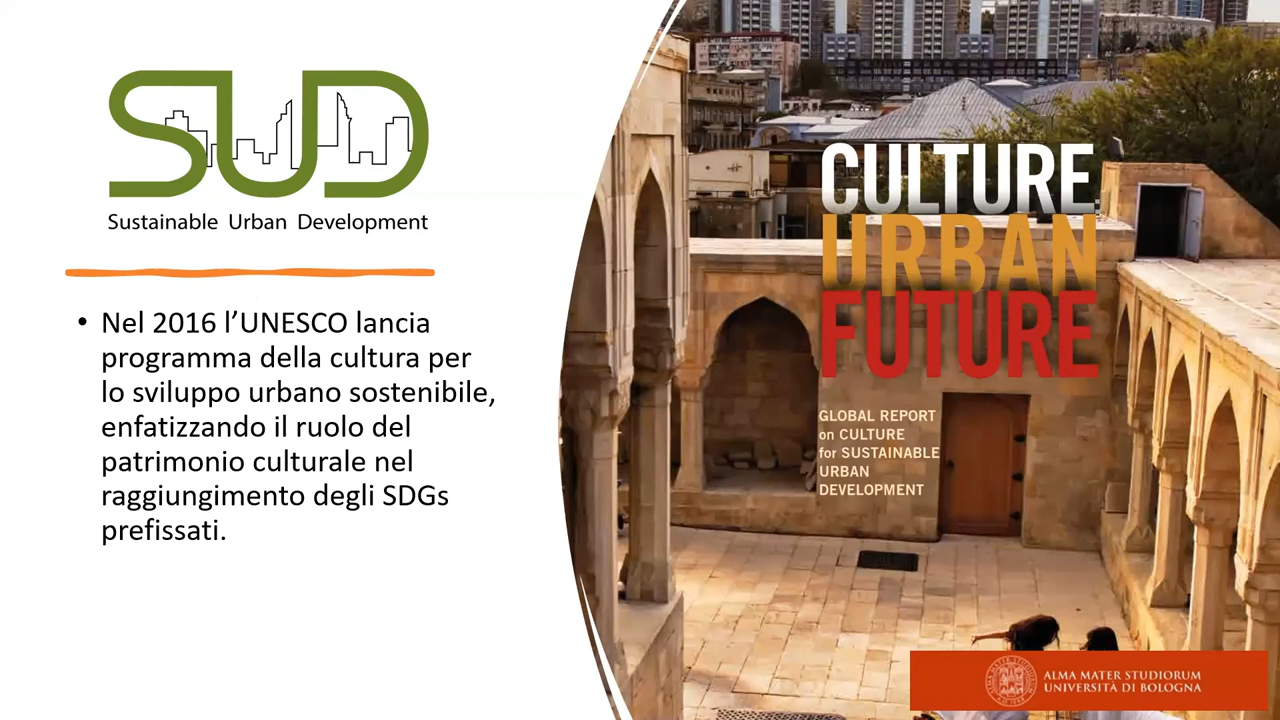 SUD
Sustainable Urban Development
• Nel 2016 l’UNESCO lancia
programma della cultura per
lo sviluppo urbano sostenibile,
enfatizzando il ruolo del
patrimonio culturale nel
raggiungimento degli SDGs
prefissati.
CULTURE
URBAN
FUTURE
GLOBAL REPORT
on CULTURE
for SUSTAINABLE
URBAN
DEVELOPMENT
ALMA MATER STUDIORUM
UNIVERSITÀ DI BOLOGNA